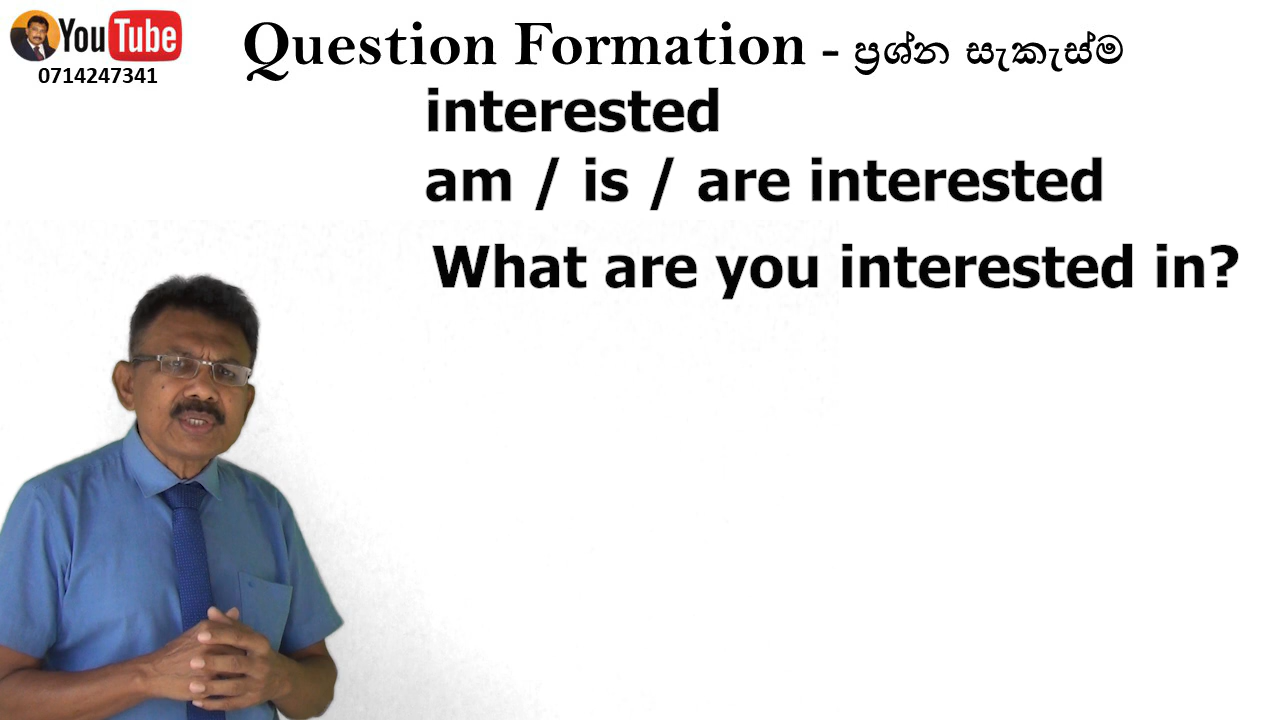 YouTube
0714247341
Question Formation - ප්‍රශ්න සැකැස්ම
interested
am / is / are interested
What are you interested in?